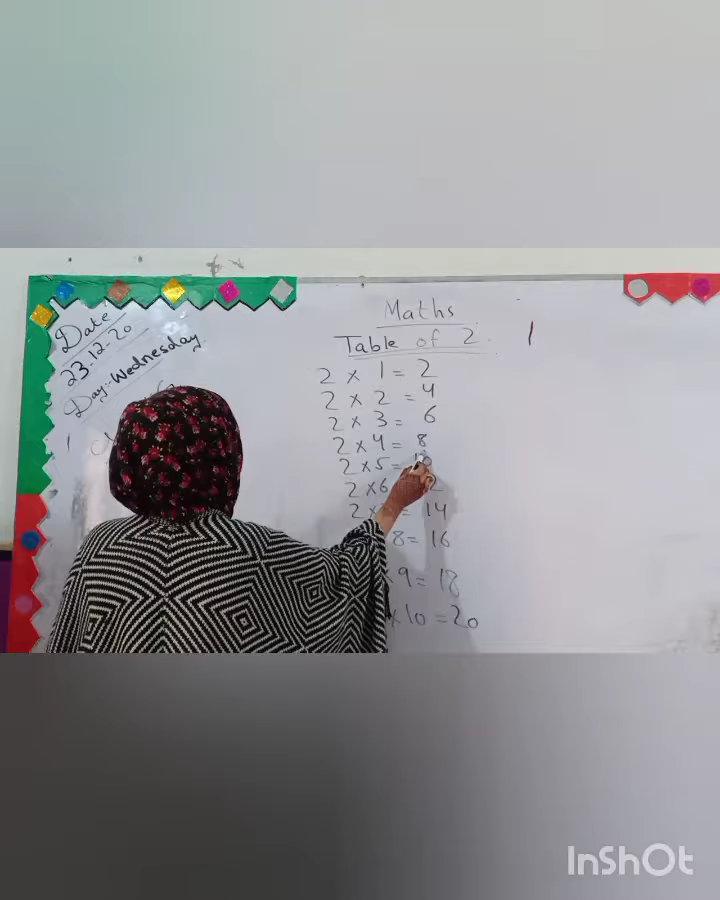 Date
23.12.20
Day:- Wednesday.
Maths
Table of 2.
2 × 1 = 2
2 × 2 = 4
2 × 3 = 6
2 × 4 = 8
2 × 5 = 10
2 × 6
2 × = 14
8 = 16
× 9 = 18
× 10 = 20
InShOt